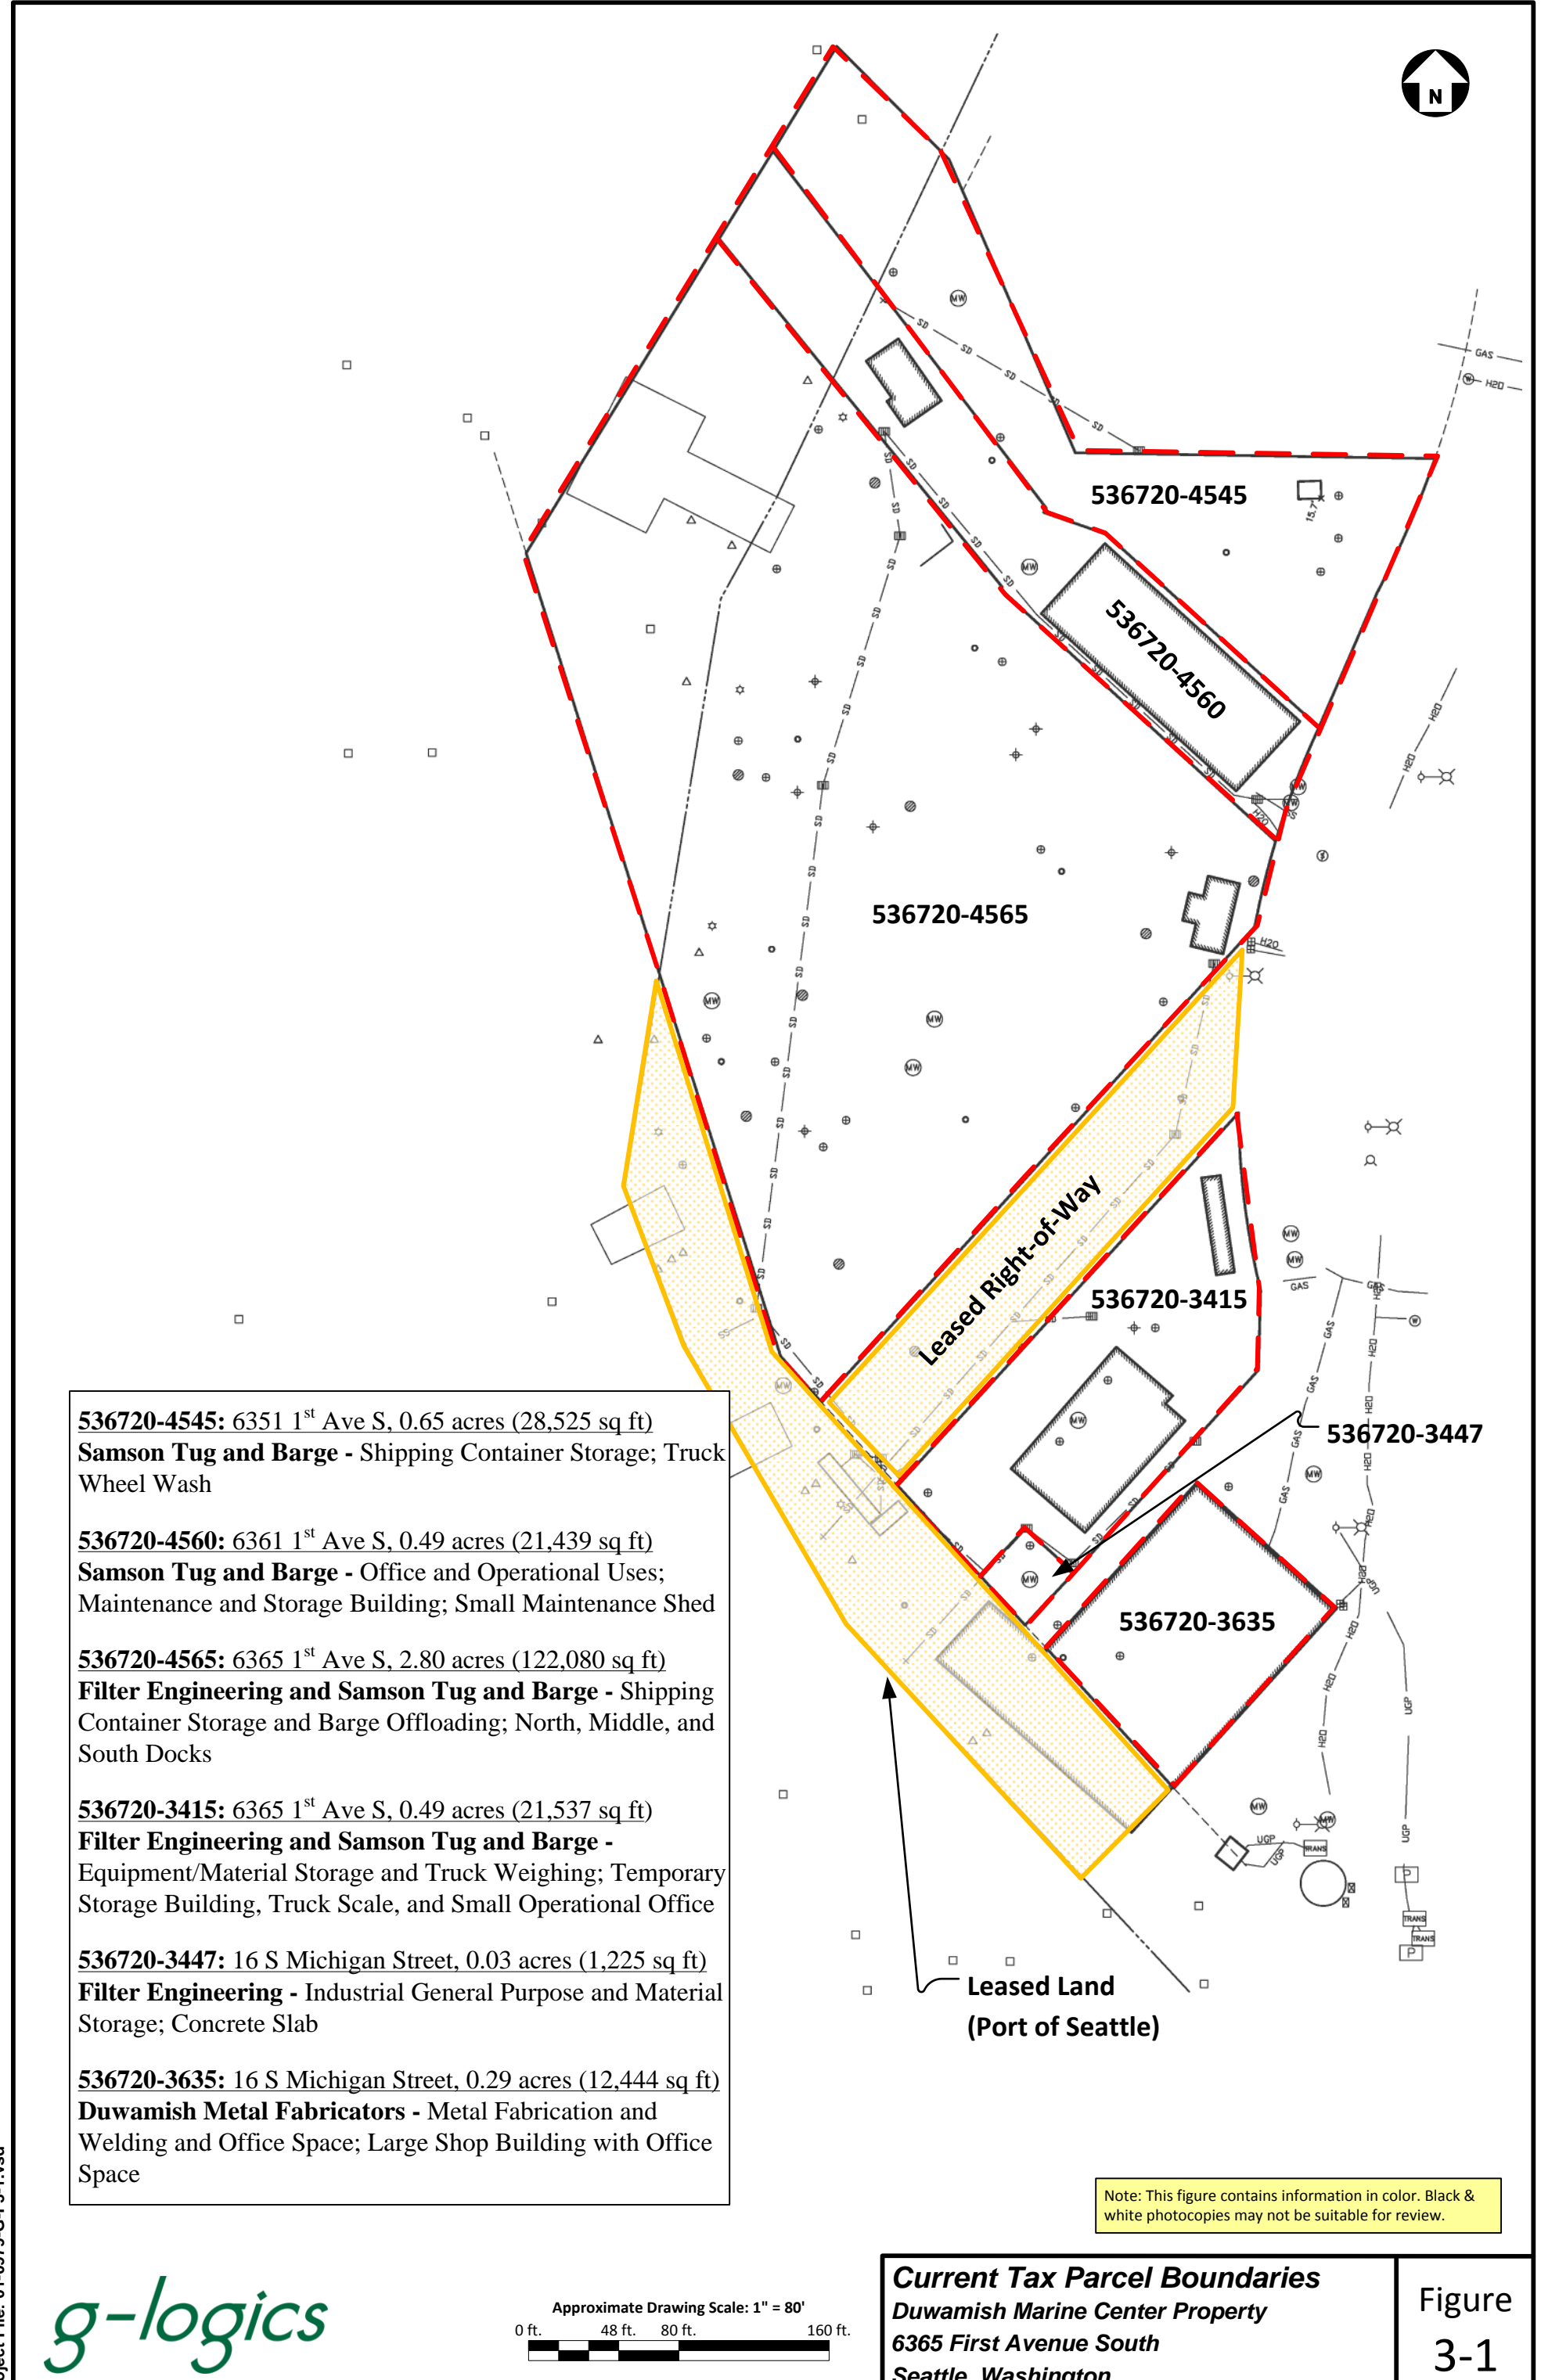 N
536720-4545
15.7'
536720-4560
536720-4565
Leased Right-of-Way
536720-3415
536720-3447
536720-3635
Leased Land
(Port of Seattle)
GAS
H2O
SD
MW
UGP
TRANS
P
536720-4545: 6351 1st Ave S, 0.65 acres (28,525 sq ft)
Samson Tug and Barge - Shipping Container Storage; Truck
Wheel Wash
536720-4560: 6361 1st Ave S, 0.49 acres (21,439 sq ft)
Samson Tug and Barge - Office and Operational Uses;
Maintenance and Storage Building; Small Maintenance Shed
536720-4565: 6365 1st Ave S, 2.80 acres (122,080 sq ft)
Filter Engineering and Samson Tug and Barge - Shipping
Container Storage and Barge Offloading; North, Middle, and
South Docks
536720-3415: 6365 1st Ave S, 0.49 acres (21,537 sq ft)
Filter Engineering and Samson Tug and Barge -
Equipment/Material Storage and Truck Weighing; Temporary
Storage Building, Truck Scale, and Small Operational Office
536720-3447: 16 S Michigan Street, 0.03 acres (1,225 sq ft)
Filter Engineering - Industrial General Purpose and Material
Storage; Concrete Slab
536720-3635: 16 S Michigan Street, 0.29 acres (12,444 sq ft)
Duwamish Metal Fabricators - Metal Fabrication and
Welding and Office Space; Large Shop Building with Office
Space
Note: This figure contains information in color. Black &
white photocopies may not be suitable for review.
g-logics
Approximate Drawing Scale: 1" = 80'
0 ft. 48 ft. 80 ft. 160 ft.
Current Tax Parcel Boundaries
Duwamish Marine Center Property
6365 First Avenue South
Seattle, Washington
Figure
3-1